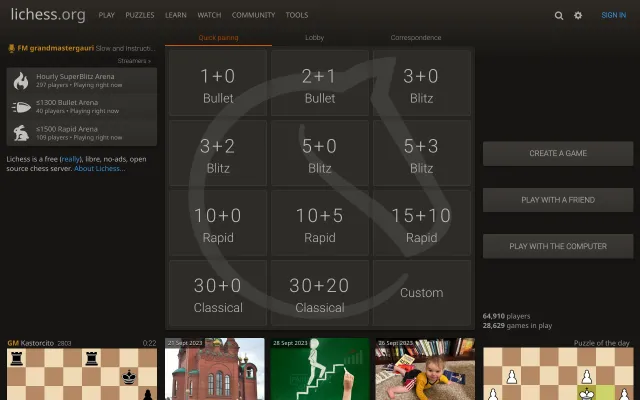 lichess.org PLAY PUZZLES LEARN WATCH COMMUNITY TOOLS SIGN IN
FM grandmastergauri Slow and Instructi...
Streamers »
Hourly SuperBlitz Arena
297 players • Playing right now
≤1300 Bullet Arena
40 players • Playing right now
≤1500 Rapid Arena
109 players • Playing right now
Lichess is a free (really), libre, no-ads, open
source chess server. About Lichess...
Quick pairing Lobby Correspondence
1+0 2+1 3+0
Bullet Bullet Blitz
3+2 5+0 5+3
Blitz Blitz Blitz
10+0 10+5 15+10
Rapid Rapid Rapid
30+0 30+20 Custom
Classical Classical
CREATE A GAME
PLAY WITH A FRIEND
PLAY WITH THE COMPUTER
64,910 players
28,629 games in play
GM Kastorcito 2803 0:22
21 Sept 2023 28 Sept 2023 26 Sept 2023
Puzzle of the day